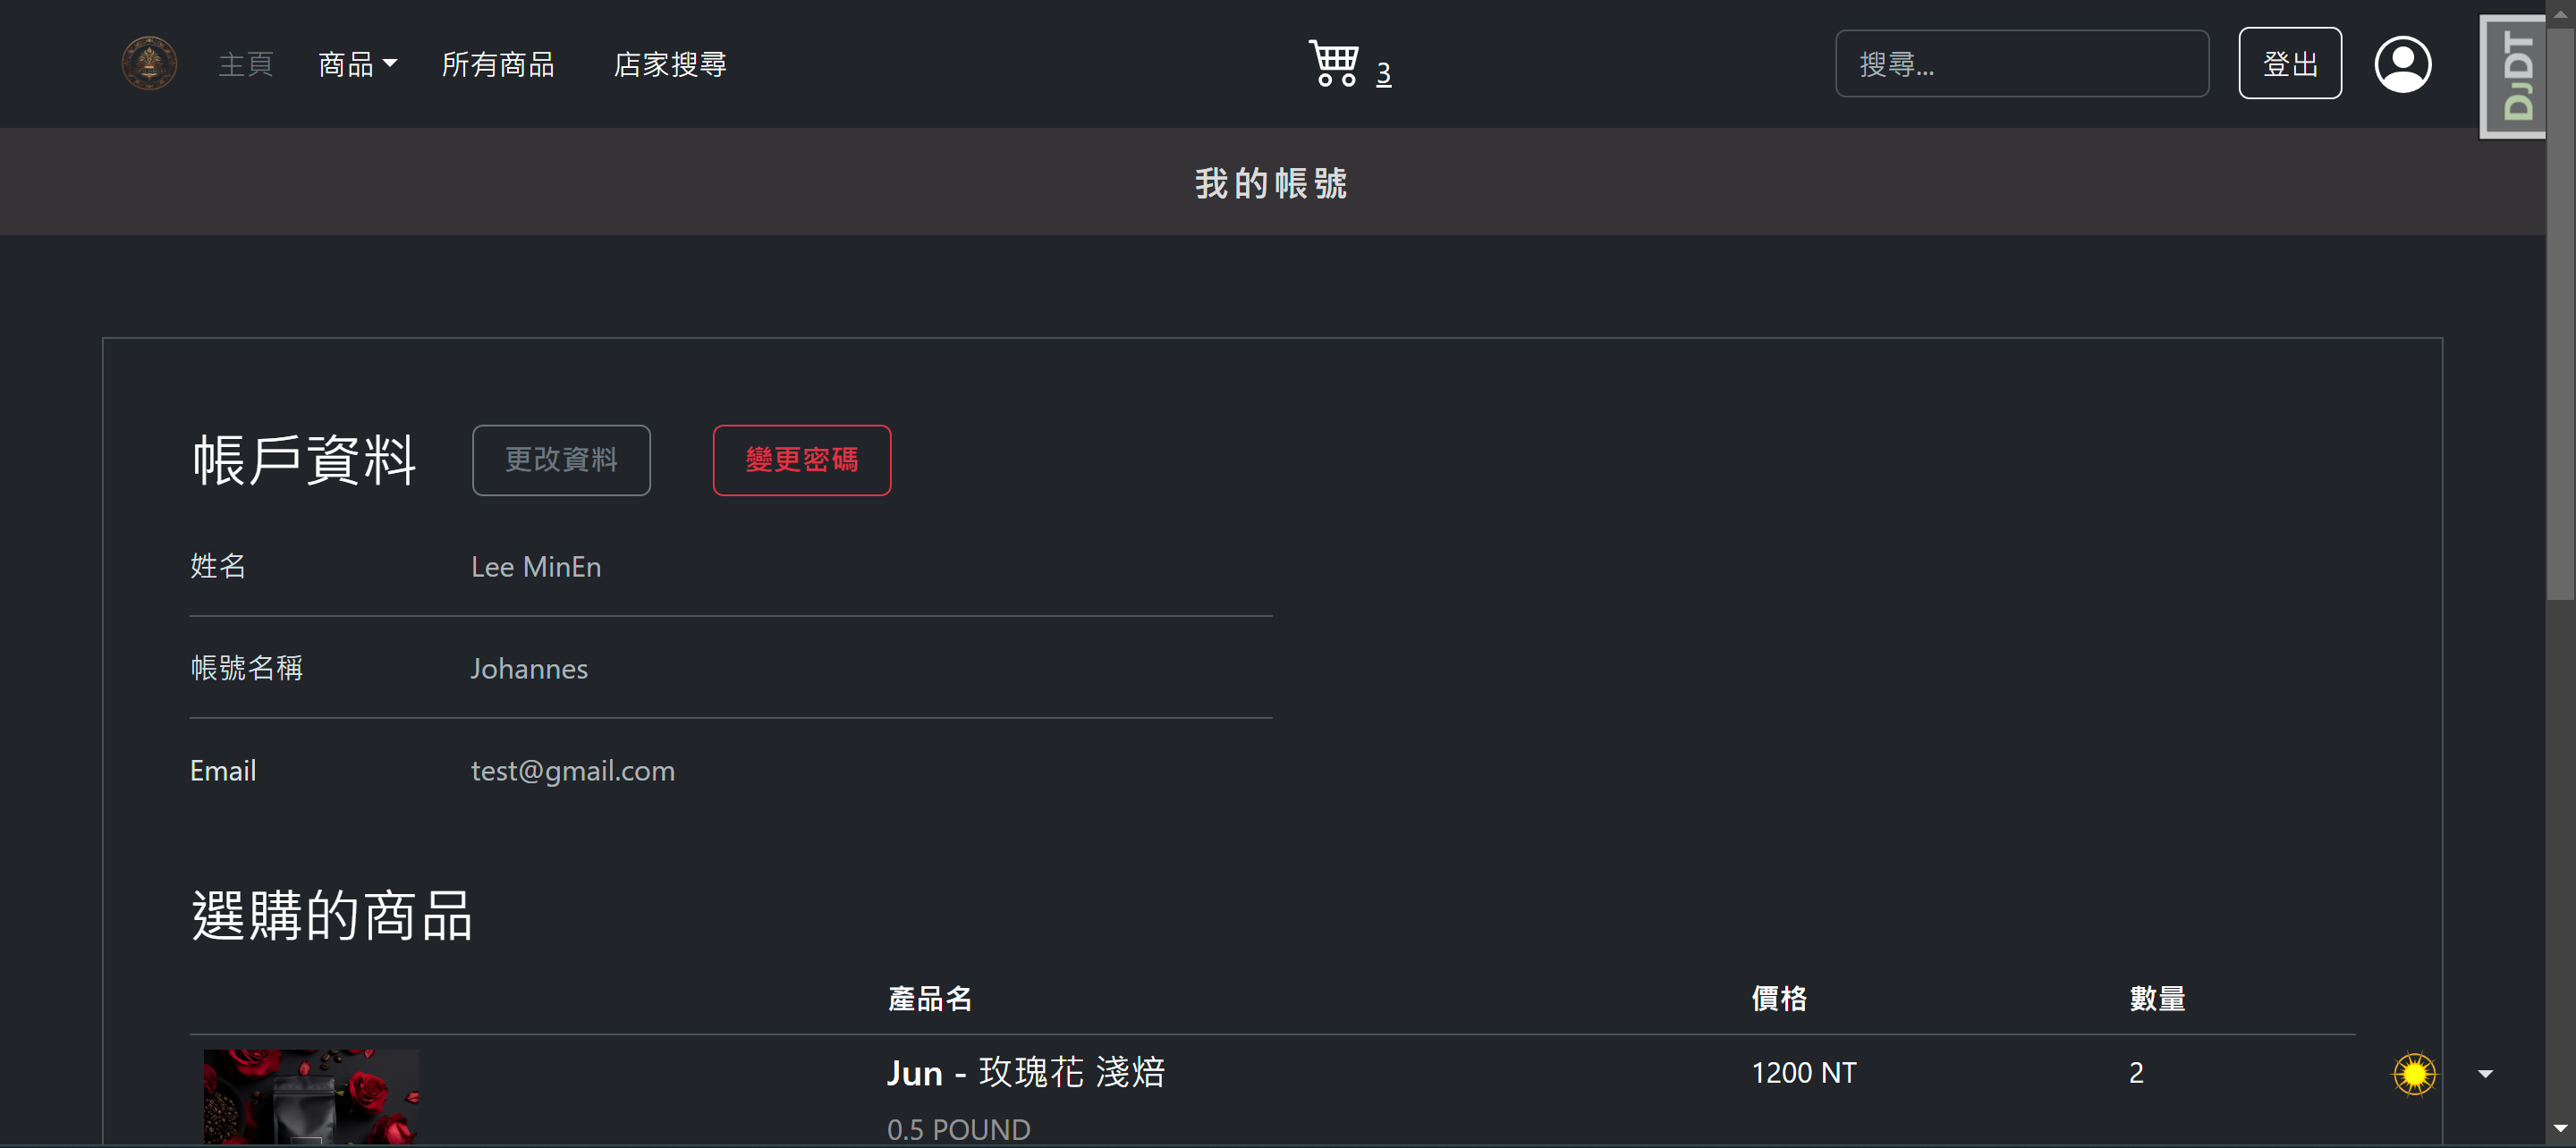 主頁 商品 所有商品 店家搜尋 3 搜尋... 登出
DJDT
我的帳號
帳戶資料 更改資料 變更密碼
姓名 Lee MinEn
帳號名稱 Johannes
Email test@gmail.com
選購的商品
產品名 價格 數量
Jun - 玫瑰花 淺焙 1200 NT 2
0.5 POUND